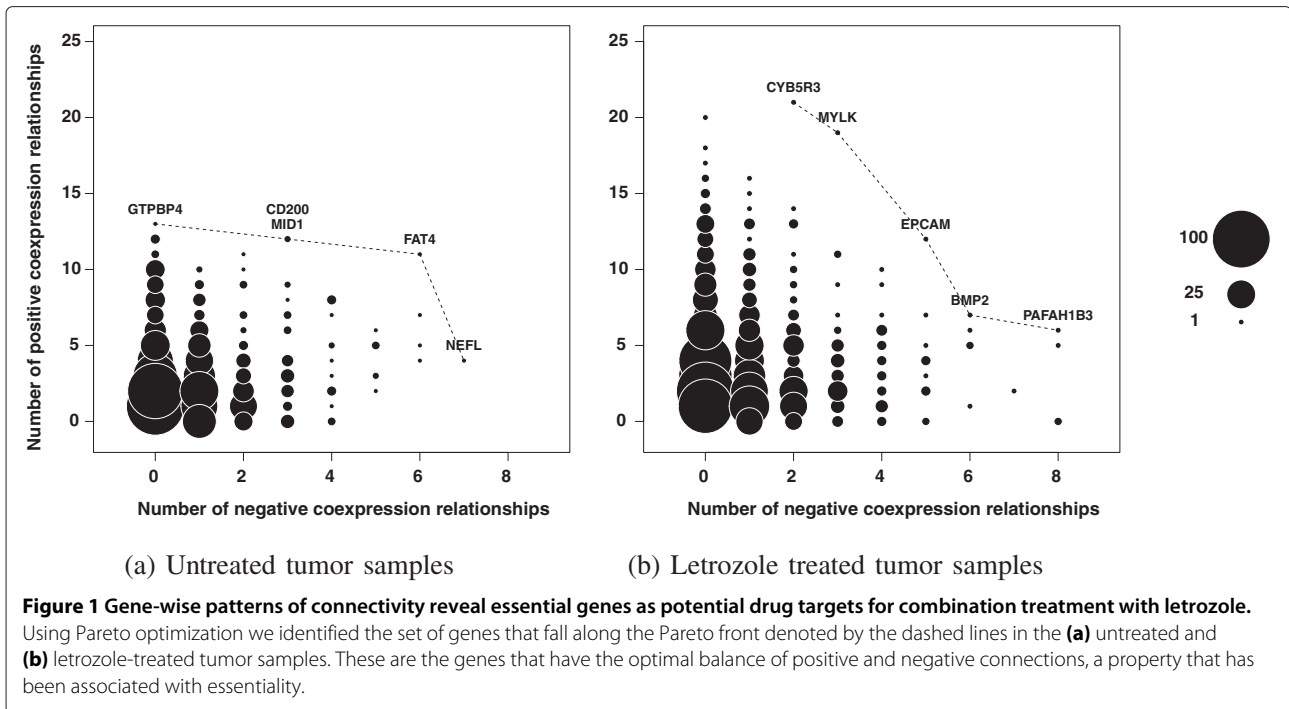 Number of positive coexpression relationships
25
20
15
10
5
0
GTPBP4
CD200
MID1
FAT4
NEFL
0 2 4 6 8
Number of negative coexpression relationships
(a) Untreated tumor samples
25
20
15
10
5
0
CYB5R3
MYLK
EPCAM
BMP2
PAFAH1B3
0 2 4 6 8
Number of negative coexpression relationships
(b) Letrozole treated tumor samples
100
25
1
Figure 1 Gene-wise patterns of connectivity reveal essential genes as potential drug targets for combination treatment with letrozole.
Using Pareto optimization we identified the set of genes that fall along the Pareto front denoted by the dashed lines in the (a) untreated and
(b) letrozole-treated tumor samples. These are the genes that have the optimal balance of positive and negative connections, a property that has
been associated with essentiality.